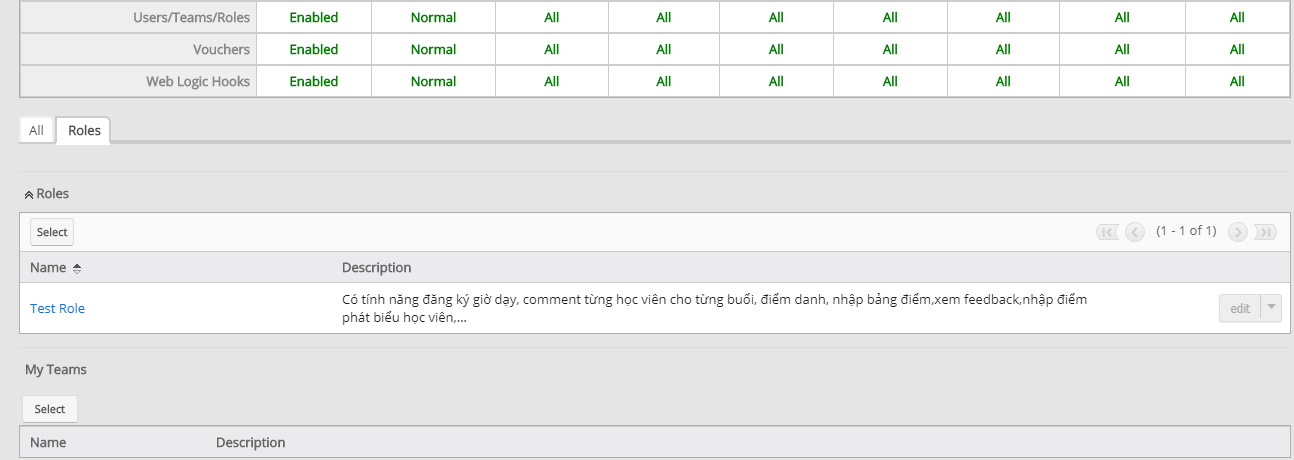 Users/Teams/Roles Enabled Normal All All All All All All All
Vouchers Enabled Normal All All All All All All All
Web Logic Hooks Enabled Normal All All All All All All All
All Roles
Roles
Select (1 - 1 of 1)
Name Description
Test Role Có tính năng đăng ký giờ dạy, comment từng học viên cho từng buổi, điểm danh, nhập bảng điểm,xem feedback,nhập điểm edit
phát biểu học viên,...
My Teams
Select
Name Description